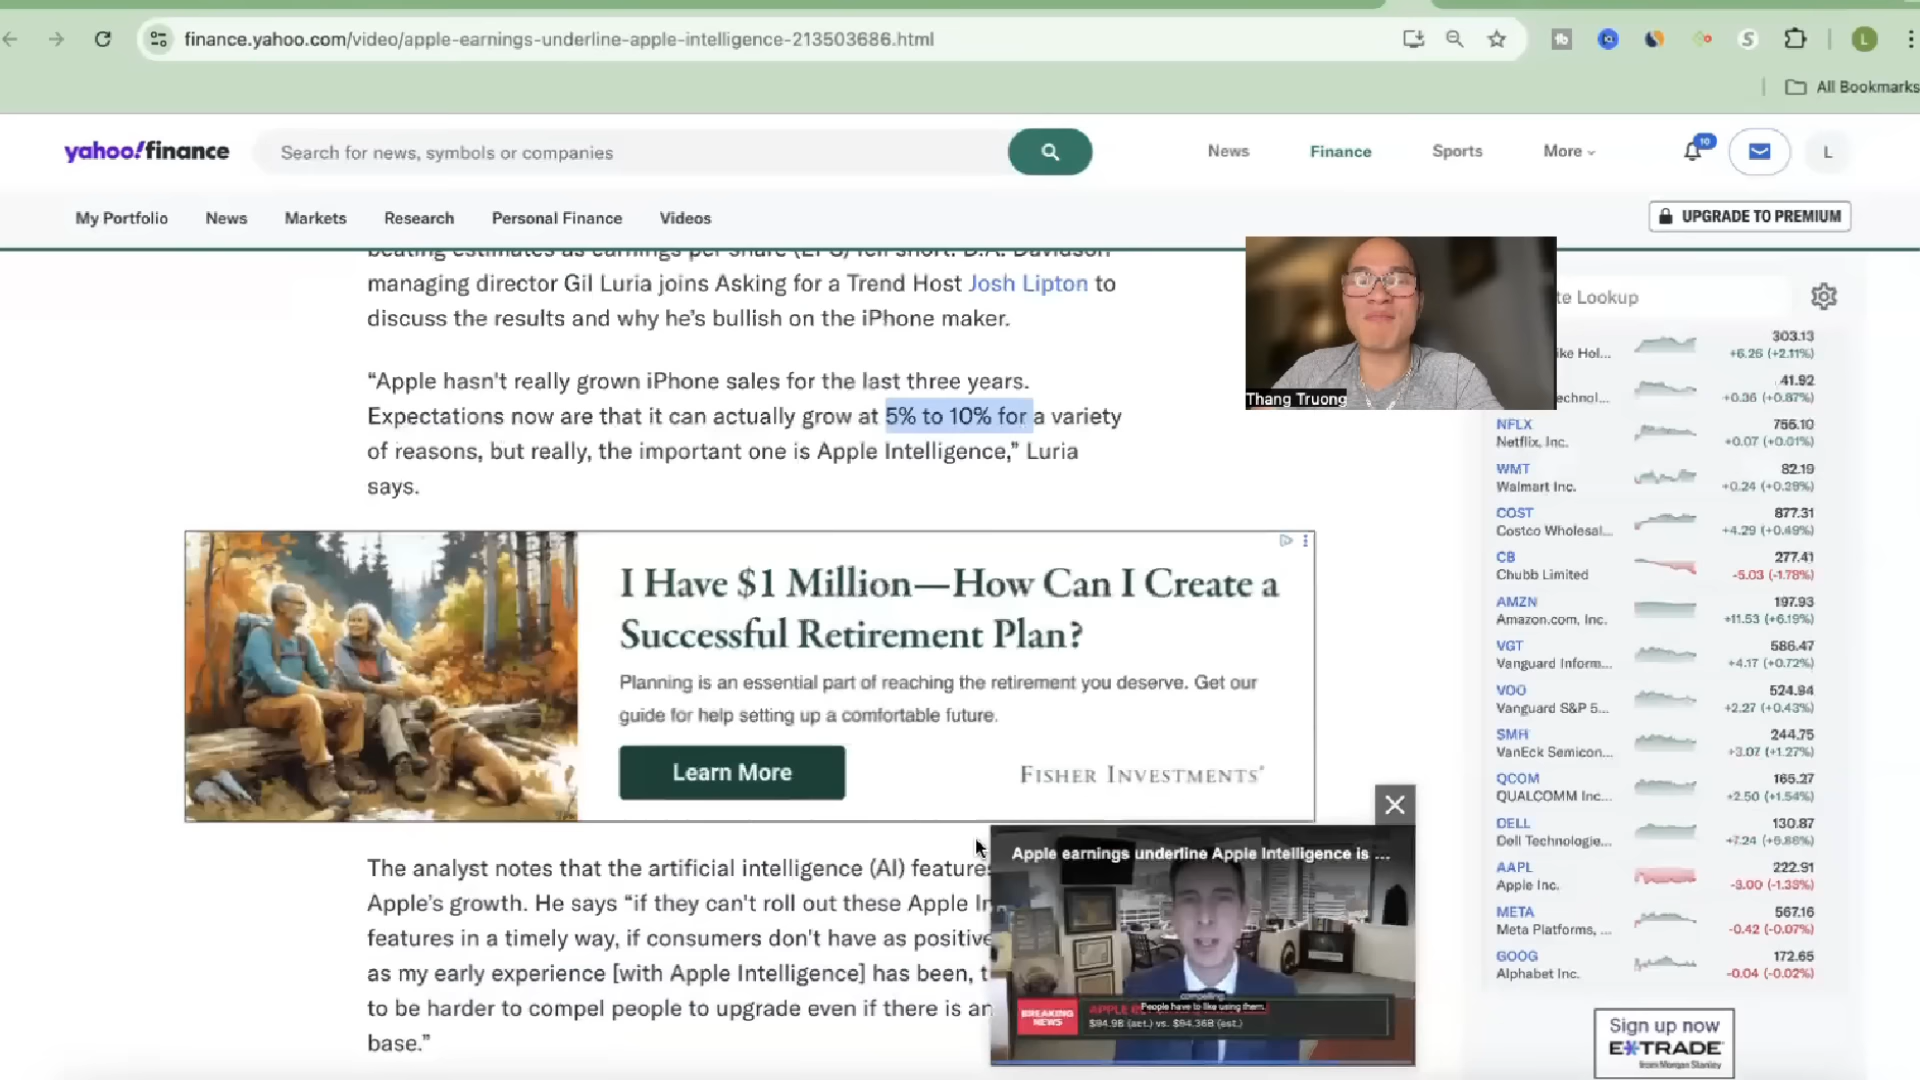 finance.yahoo.com/video/apple-earnings-underline-apple-intelligence-213503686.html
All Bookmarks
yahoo!finance
Search for news, symbols or companies
News
Finance
Sports
More
10
L
My Portfolio
News
Markets
Research
Personal Finance
Videos
UPGRADE TO PREMIUM
beating estimates as earnings per share (EPS) fell short. D.A. Davidson
managing director Gil Luria joins Asking for a Trend Host Josh Lipton to
discuss the results and why he's bullish on the iPhone maker.
“Apple hasn't really grown iPhone sales for the last three years.
Expectations now are that it can actually grow at 5% to 10% for a variety
of reasons, but really, the important one is Apple Intelligence,” Luria
says.
Thang Truong
I Have $1 Million—How Can I Create a
Successful Retirement Plan?
Planning is an essential part of reaching the retirement you deserve. Get our
guide for help setting up a comfortable future.
Learn More
FISHER INVESTMENTS
The analyst notes that the artificial intelligence (AI) features
Apple's growth. He says “if they can't roll out these Apple In
features in a timely way, if consumers don't have as positive
as my early experience [with Apple Intelligence] has been, t
to be harder to compel people to upgrade even if there is an
base.”
Apple earnings underline Apple Intelligence is ...
compelling.
People have to like using them.
BREAKING
NEWS
APPLE
$94.9B (act.) vs. $94.36B (est.)
te Lookup
303.13
ike Hol...
+6.26 (+2.11%)
41.92
echnol...
+0.36 (+0.87%)
NFLX
756.10
Netflix, Inc.
+0.07 (+0.01%)
WMT
82.19
Walmart Inc.
+0.24 (+0.29%)
COST
877.31
Costco Wholesal...
+4.29 (+0.49%)
CB
277.41
Chubb Limited
-5.03 (-1.78%)
AMZN
197.93
Amazon.com, Inc.
+11.53 (+6.19%)
VGT
586.47
Vanguard Inform...
+4.17 (+0.72%)
VOO
524.94
Vanguard S&P 5...
+2.27 (+0.43%)
SMH
244.75
VanEck Semicon...
+3.07 (+1.27%)
QCOM
165.27
QUALCOMM Inc...
+2.50 (+1.54%)
DELL
130.87
Dell Technologie...
+7.24 (+5.86%)
AAPL
222.91
Apple Inc.
-3.00 (-1.33%)
META
567.16
Meta Platforms, ...
-0.42 (-0.07%)
GOOG
172.65
Alphabet Inc.
-0.04 (-0.02%)
Sign up now
E*TRADE
from Morgan Stanley